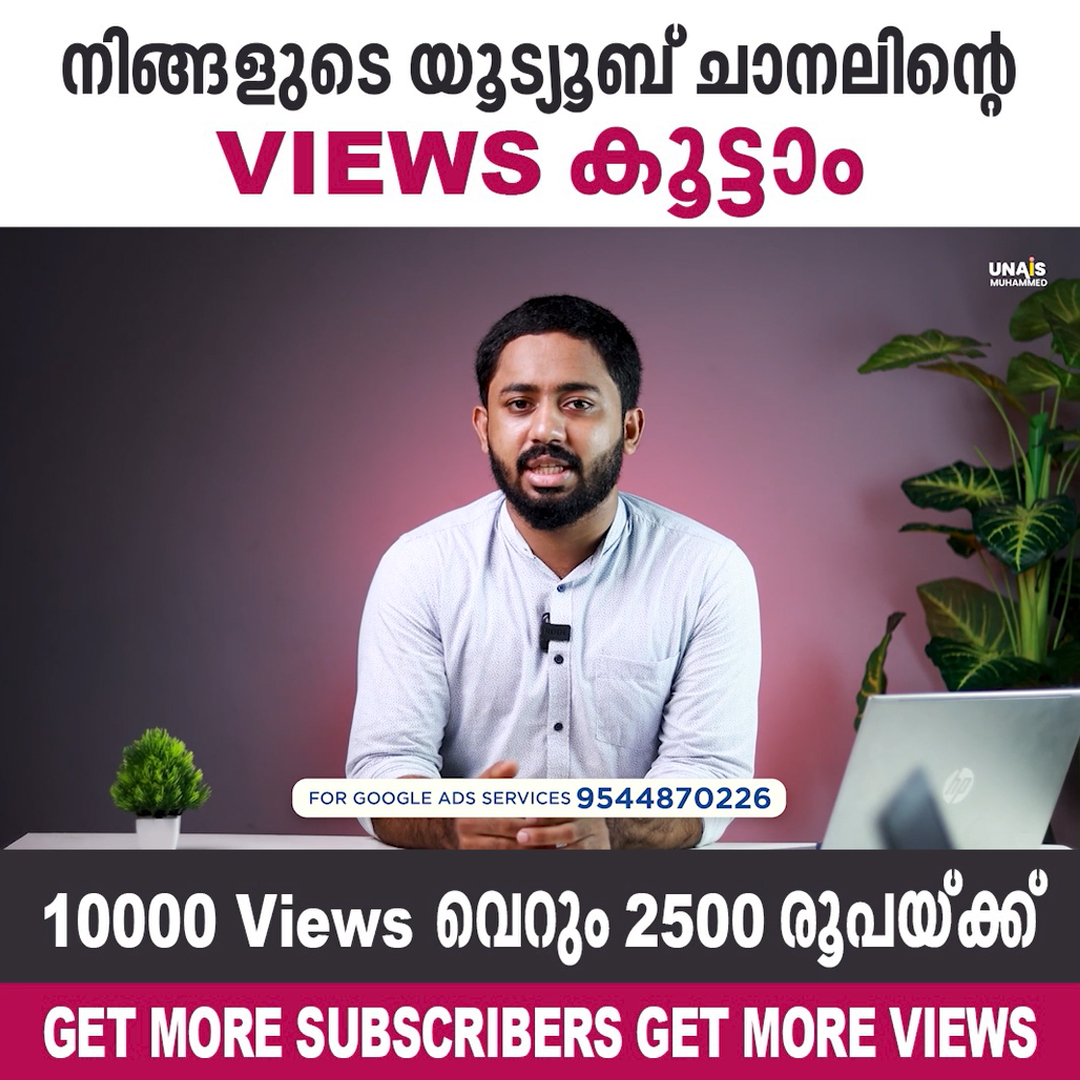 നിങ്ങളുടെ യൂട്യൂബ് ചാനലിന്റെ
VIEWS കൂട്ടാം
UNAiS
MUHAMMED
hp
FOR GOOGLE ADS SERVICES 9544870226
10000 Views വെറും 2500 രൂപയ്ക്ക്
GET MORE SUBSCRIBERS GET MORE VIEWS